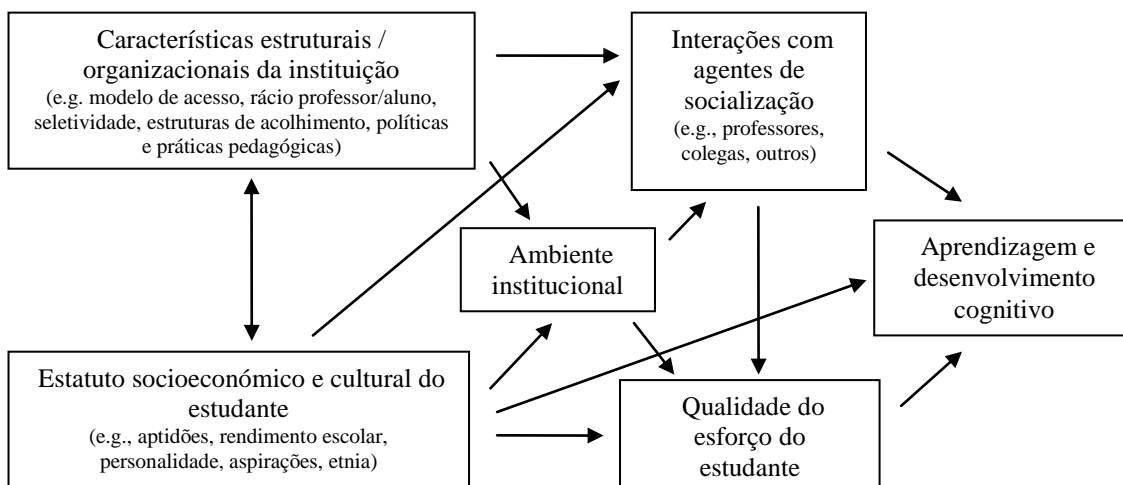 Características estruturais /
organizacionais da instituição
(e.g. modelo de acesso, rácio professor/aluno,
seletividade, estruturas de acolhimento, políticas
e práticas pedagógicas)
Interações com
agentes de
socialização
(e.g., professores,
colegas, outros)
Ambiente
institucional
Aprendizagem e
desenvolvimento
cognitivo
Estatuto socioeconómico e cultural do
estudante
(e.g., aptidões, rendimento escolar,
personalidade, aspirações, etnia)
Qualidade do
esforço do
estudante